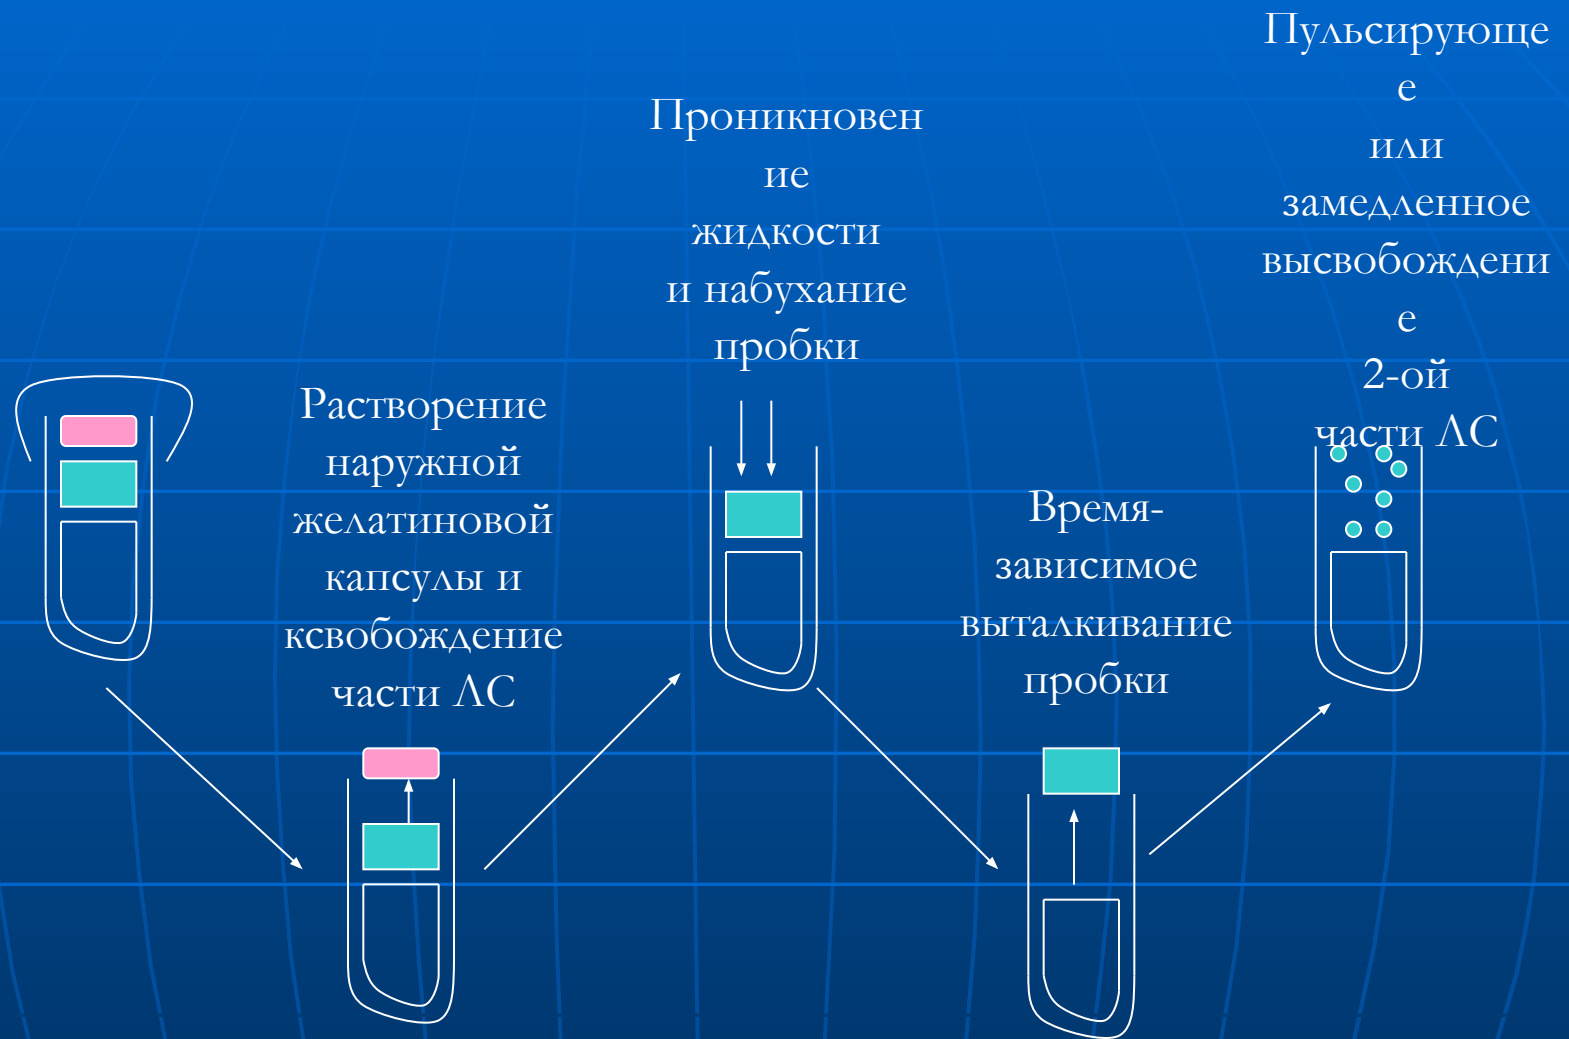 Растворение
наружной
желатиновой
капсулы и
ксвобождение
части ЛС
Проникновен
ие
жидкости
и набухание
пробки
Время-
зависимое
выталкивание
пробки
Пульсирующе
е
или
замедленное
высвобождени
е
2-ой
части ЛС